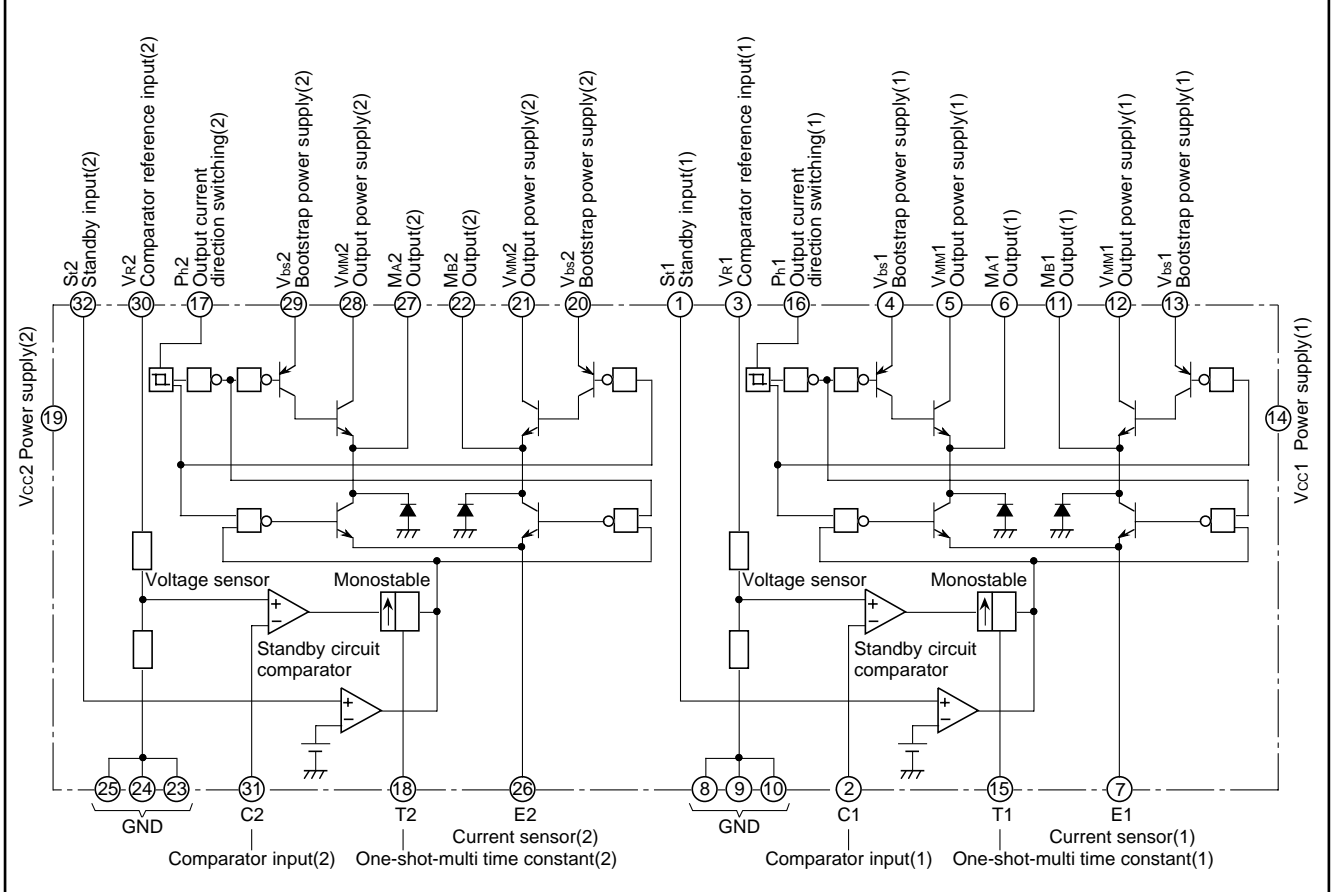 St2
Standby input(2)
VR2
Comparator reference input(2)
Ph2
Output current
direction switching(2)
Vbs2
Bootstrap power supply(2)
VMM2
Output power supply(2)
MA2
Output(2)
MB2
Output(2)
VMM2
Output power supply(2)
Vbs2
Bootstrap power supply(2)
St1
Standby input(1)
VR1
Comparator reference input(1)
Ph1
Output current
direction switching(1)
Vbs1
Bootstrap power supply(1)
VMM1
Output power supply(1)
MA1
Output(1)
MB1
Output(1)
VMM1
Output power supply(1)
Vbs1
Bootstrap power supply(1)
32 30 17 29 28 27 22 21 20 1 3 16 4 5 6 11 12 13
Vcc2 Power supply(2)
19
14
Vcc1 Power supply(1)
Voltage sensor Monostable Voltage sensor Monostable
+ +
− −
Standby circuit
comparator
Standby circuit
comparator
+ +
− −
25 24 23 31 18 26 8 9 10 2 15 7
GND C2 T2 E2 GND C1 T1 E1
Current sensor(2) Current sensor(1)
Comparator input(2) One-shot-multi time constant(2) Comparator input(1) One-shot-multi time constant(1)